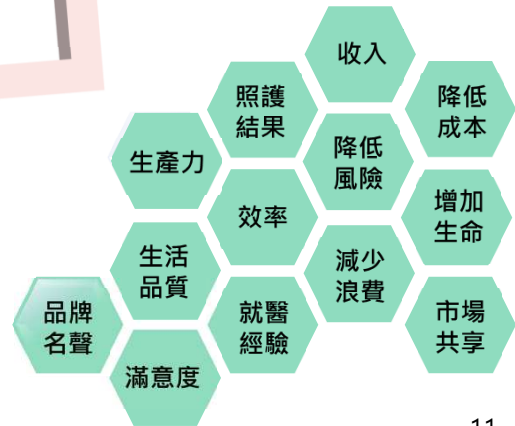 收入
照護
結果
降低
成本
生產力
降低
風險
效率
增加
生命
生活
品質
減少
浪費
品牌
名聲
就醫
經驗
市場
共享
滿意度
11